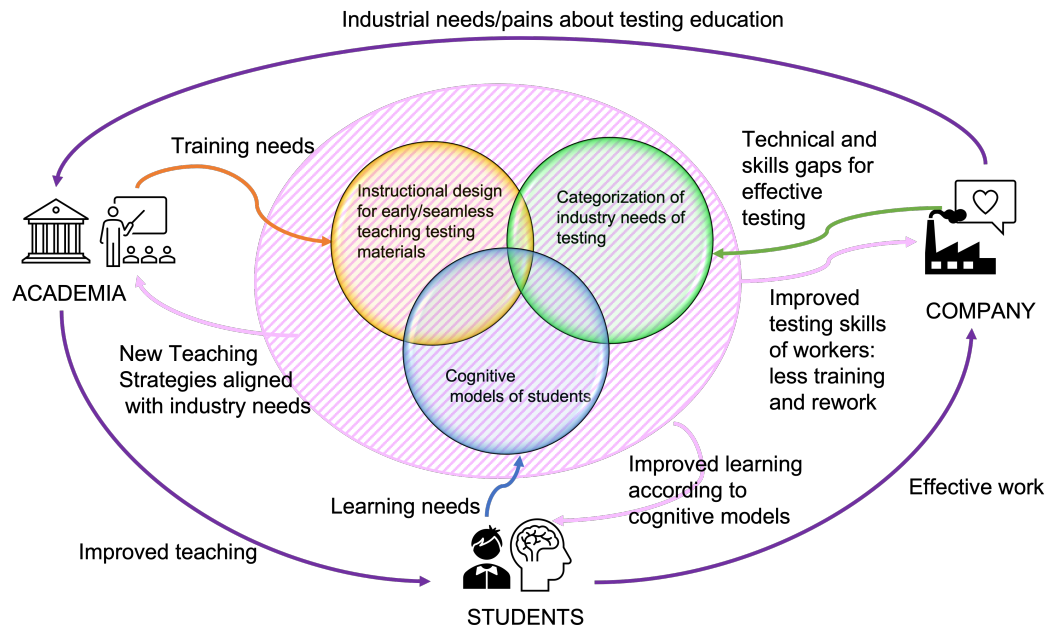 Industrial needs/pains about testing education
Training needs
Technical and
skills gaps for
effective
testing
Instructional design
for early/seamless
teaching testing
materials
Categorization of
industry needs of
testing
ACADEMIA
COMPANY
New Teaching
Strategies aligned
with industry needs
Improved
testing skills
of workers:
less training
and rework
Cognitive
models of students
Improved learning
according to
cognitive models
Learning needs
Effective work
Improved teaching
STUDENTS